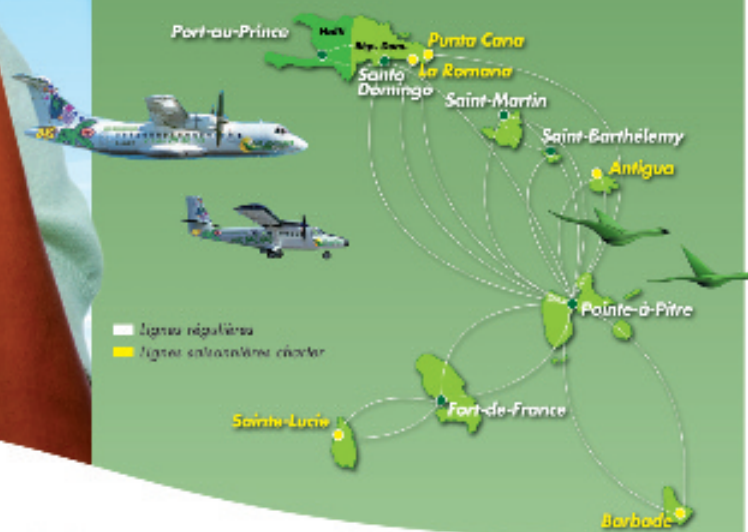 Port-au-Prince
Haïti
Rép. Dom.
Punta Cana
La Romana
Santo
Domingo
Saint-Martin
Saint-Barthélemy
Antigua
Pointe-à-Pitre
Lignes régulières
Lignes saisonnières charter
Fort-de-France
Sainte-Lucie
Barbade